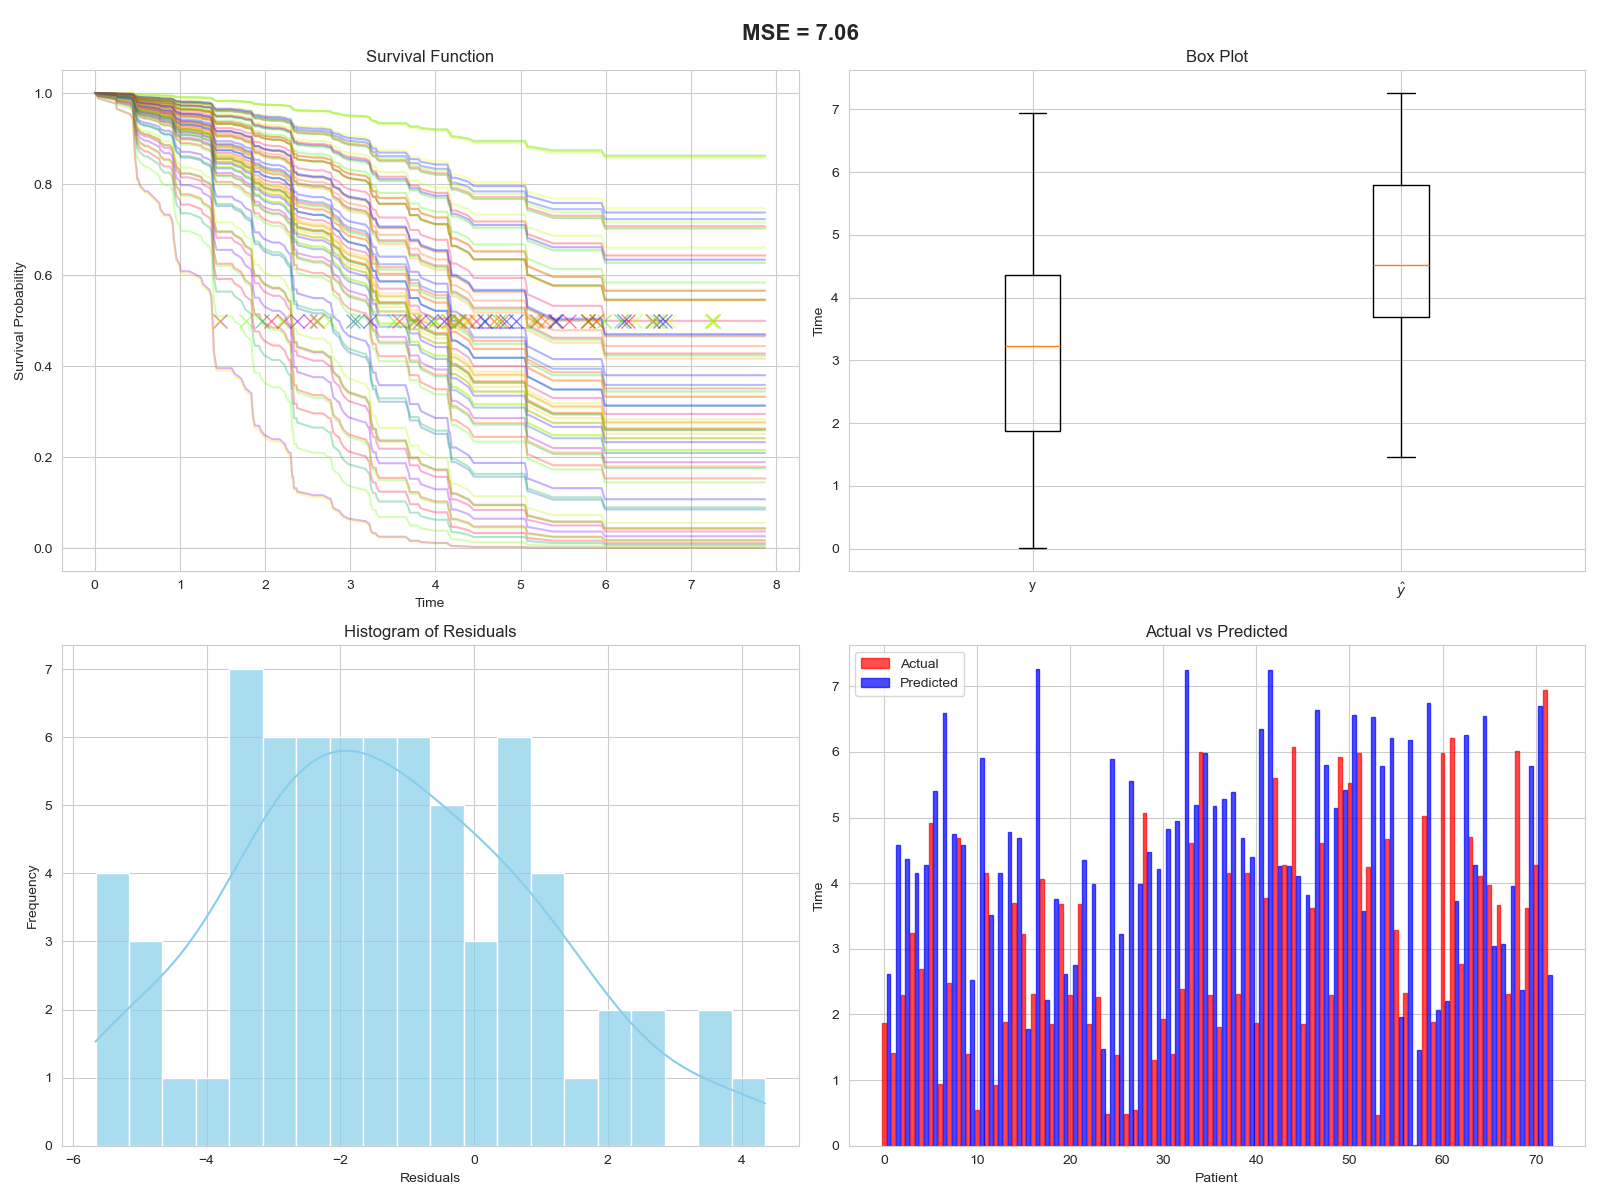 MSE = 7.06
Survival Function
Survival Probability
1.0
0.8
0.6
0.4
0.2
0.0
0 1 2 3 4 5 6 7 8
Time
Box Plot
Time
7
6
5
4
3
2
1
0
y ŷ
Histogram of Residuals
Frequency
7
6
5
4
3
2
1
0
−6 −4 −2 0 2 4
Residuals
Actual vs Predicted
Actual
Predicted
Time
7
6
5
4
3
2
1
0
0 10 20 30 40 50 60 70
Patient